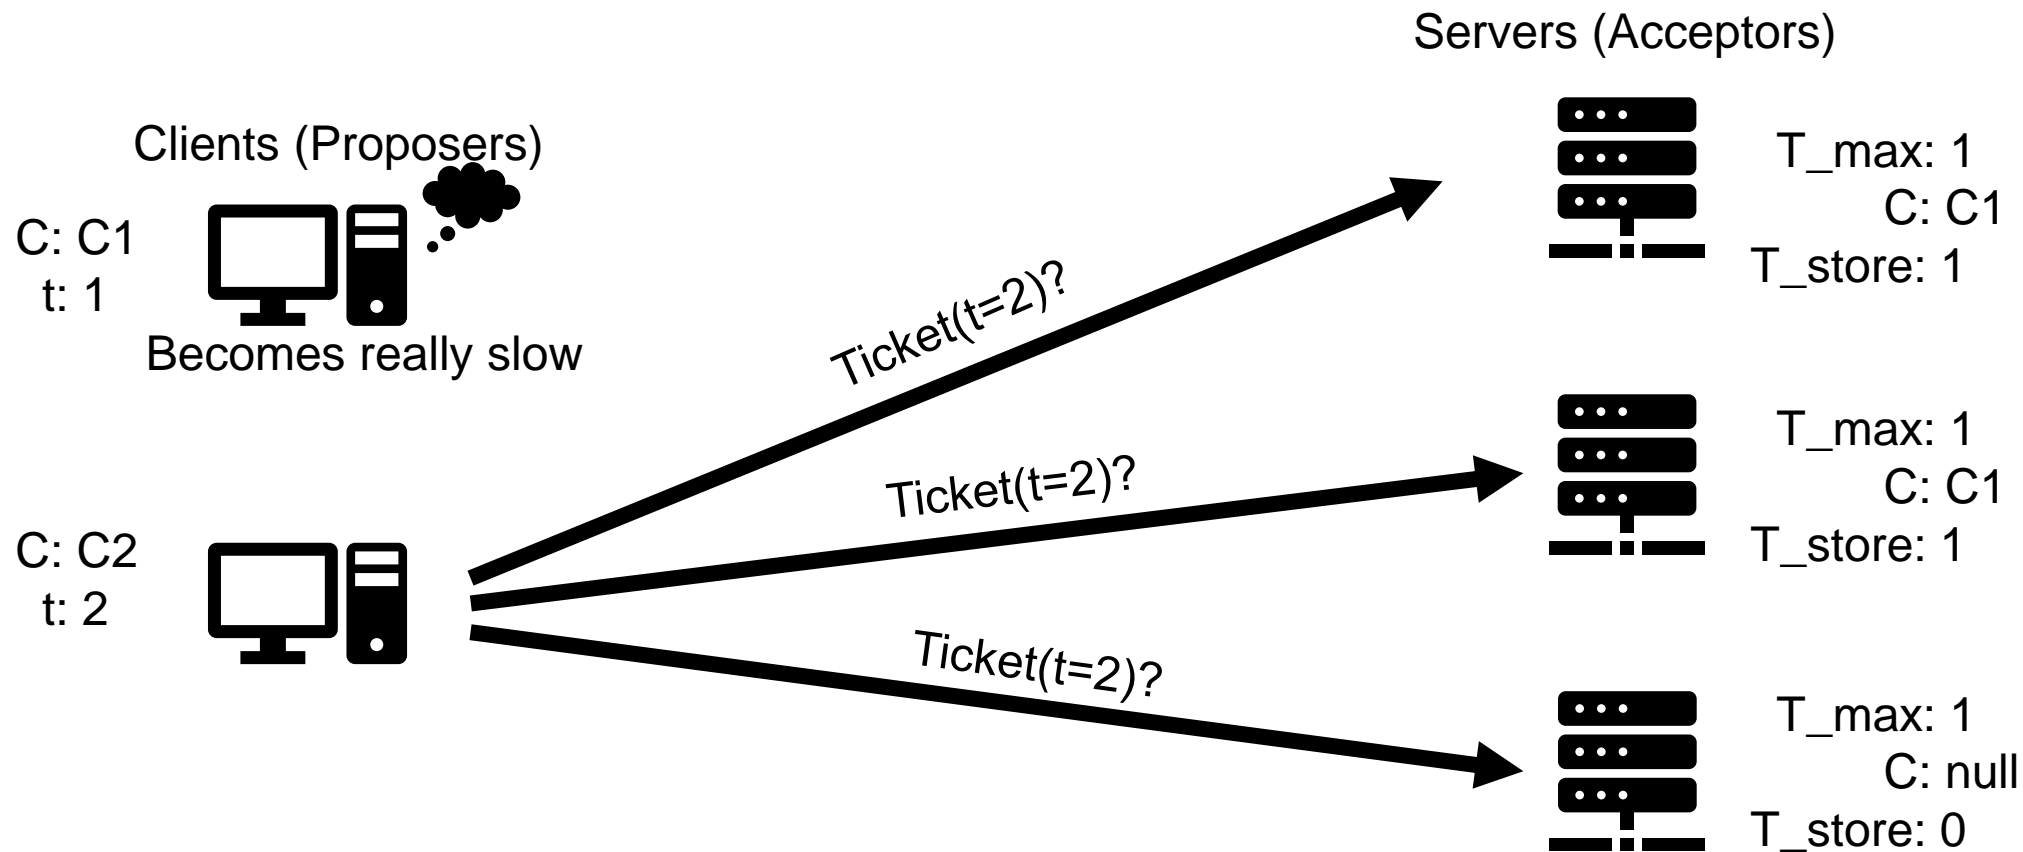 Servers (Acceptors)
Clients (Proposers)
C: C1
t: 1
Becomes really slow
T_max: 1
C: C1
T_store: 1
Ticket(t=2)?
Ticket(t=2)?
T_max: 1
C: C1
T_store: 1
C: C2
t: 2
Ticket(t=2)?
T_max: 1
C: null
T_store: 0